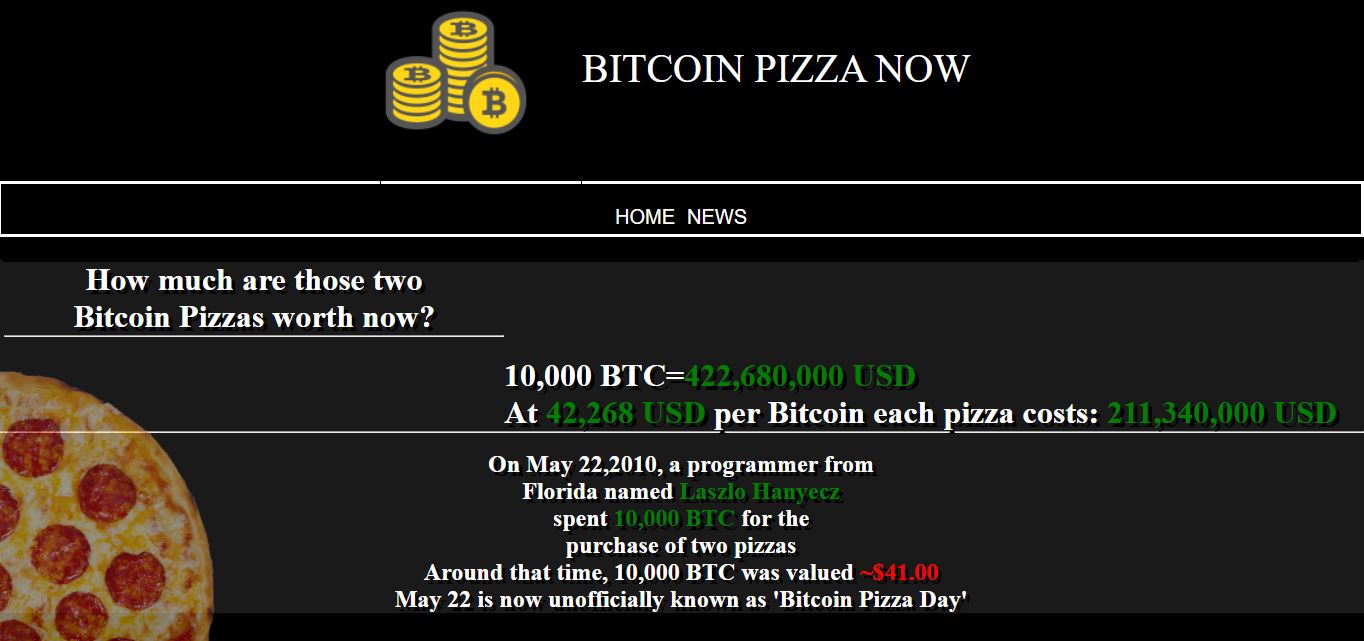 BITCOIN PIZZA NOW
HOME NEWS
How much are those two
Bitcoin Pizzas worth now?
10,000 BTC=422,680,000 USD
At 42,268 USD per Bitcoin each pizza costs: 211,340,000 USD
On May 22,2010, a programmer from
Florida named Laszlo Hanyecz
spent 10,000 BTC for the
purchase of two pizzas
Around that time, 10,000 BTC was valued ~$41.00
May 22 is now unofficially known as 'Bitcoin Pizza Day'